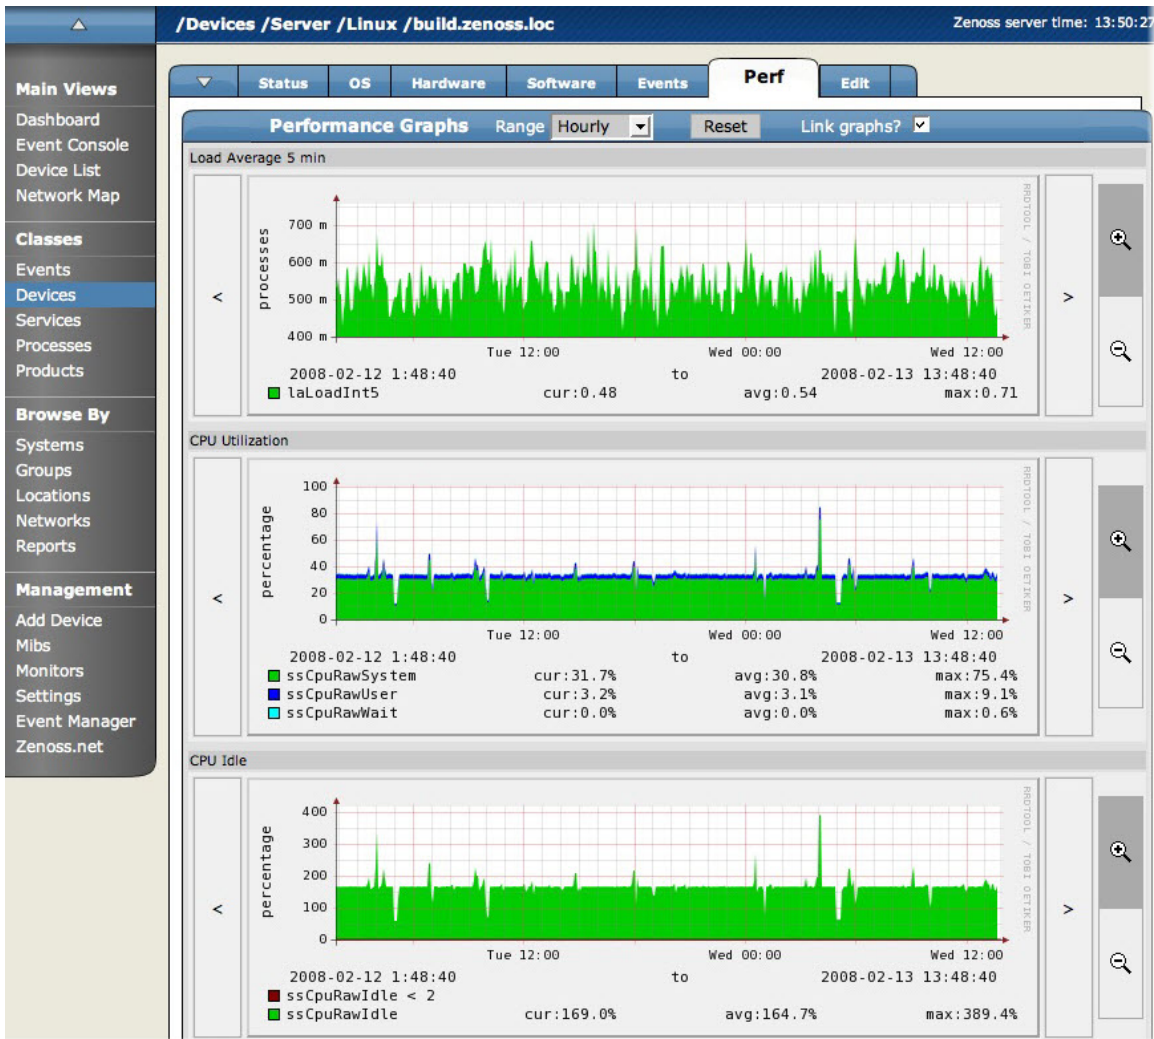 /Devices /Server /Linux /build.zenoss.loc
Zenoss server time: 13:50:27
Main Views
Dashboard
Event Console
Device List
Network Map
Classes
Events
Devices
Services
Processes
Products
Browse By
Systems
Groups
Locations
Networks
Reports
Management
Add Device
Mibs
Monitors
Settings
Event Manager
Zenoss.net
Status OS Hardware Software Events Perf Edit
Performance Graphs Range Hourly Reset Link graphs?
Load Average 5 min
<
>
processes
700 m
600 m
500 m
400 m
RRDTOOL / TOBI OETIKER
Tue 12:00 Wed 00:00 Wed 12:00
2008-02-12 1:48:40 to 2008-02-13 13:48:40
laLoadInt5 cur:0.48 avg:0.54 max:0.71
CPU Utilization
<
>
percentage
100
80
60
40
20
0
RRDTOOL / TOBI OETIKER
Tue 12:00 Wed 00:00 Wed 12:00
2008-02-12 1:48:40 to 2008-02-13 13:48:40
ssCpuRawSystem cur:31.7% avg:30.8% max:75.4%
ssCpuRawUser cur:3.2% avg:3.1% max:9.1%
ssCpuRawWait cur:0.0% avg:0.0% max:0.6%
CPU Idle
<
>
percentage
400
300
200
100
0
RRDTOOL / TOBI OETIKER
Tue 12:00 Wed 00:00 Wed 12:00
2008-02-12 1:48:40 to 2008-02-13 13:48:40
ssCpuRawIdle < 2
ssCpuRawIdle cur:169.0% avg:164.7% max:389.4%